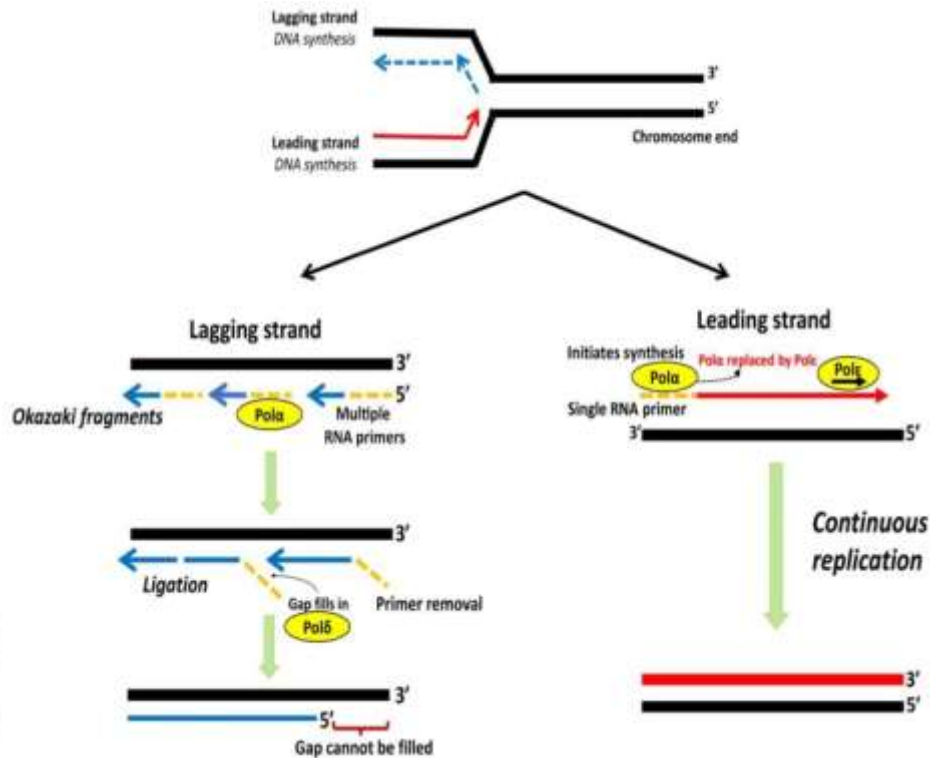 Lagging strand
DNA synthesis
3'
5'
Leading strand
DNA synthesis
Chromosome end
Lagging strand
3'
5'
Okazaki fragments
Polα
Multiple
RNA primers
3'
Ligation
Gap fills in
Polδ
Primer removal
3'
5'
Gap cannot be filled
Leading strand
Initiates synthesis
Polα replaced by Polε
Polα
Polε
Single RNA primer
3'
5'
Continuous
replication
3'
5'